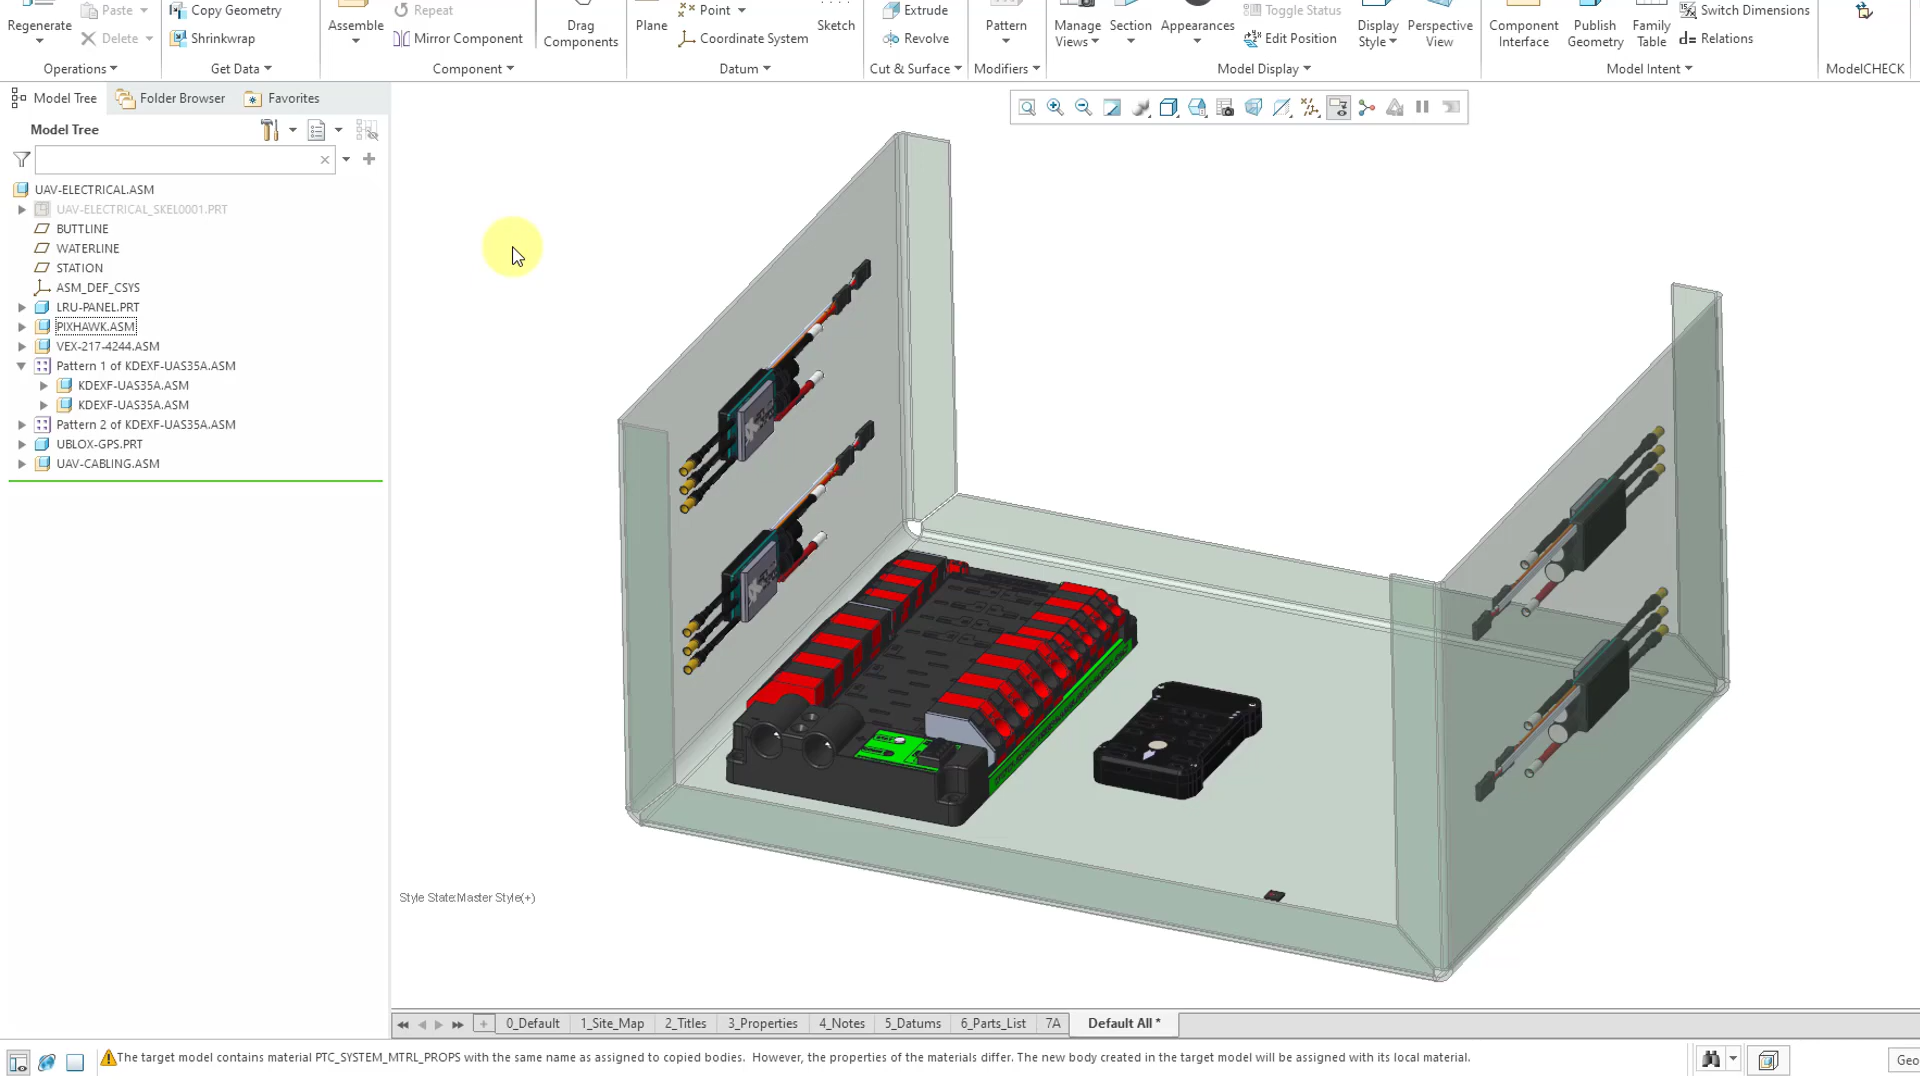 Regenerate
Paste
Delete
Operations
Copy Geometry
Shrinkwrap
Get Data
Assemble
Repeat
Mirror Component
Component
Drag
Components
Plane
Point
Coordinate System
Sketch
Datum
Extrude
Revolve
Cut & Surface
Pattern
Modifiers
Manage
Views
Section
Appearances
Toggle Status
Edit Position
Display
Style
Perspective
View
Model Display
Component
Interface
Publish
Geometry
Family
Table
Switch Dimensions
d= Relations
Model Intent
ModelCHECK
Model Tree
Folder Browser
Favorites
Model Tree
UAV-ELECTRICAL.ASM
UAV-ELECTRICAL_SKEL0001.PRT
BUTTLINE
WATERLINE
STATION
ASM_DEF_CSYS
LRU-PANEL.PRT
PIXHAWK.ASM
VEX-217-4244.ASM
Pattern 1 of KDEXF-UAS35A.ASM
KDEXF-UAS35A.ASM
KDEXF-UAS35A.ASM
Pattern 2 of KDEXF-UAS35A.ASM
UBLOX-GPS.PRT
UAV-CABLING.ASM
Style State:Master Style(+)
0_Default
1_Site_Map
2_Titles
3_Properties
4_Notes
5_Datums
6_Parts_List
7A
Default All *
The target model contains material PTC_SYSTEM_MTRL_PROPS with the same name as assigned to copied bodies. However, the properties of the materials differ. The new body created in the target model will be assigned with its local material.
Geo